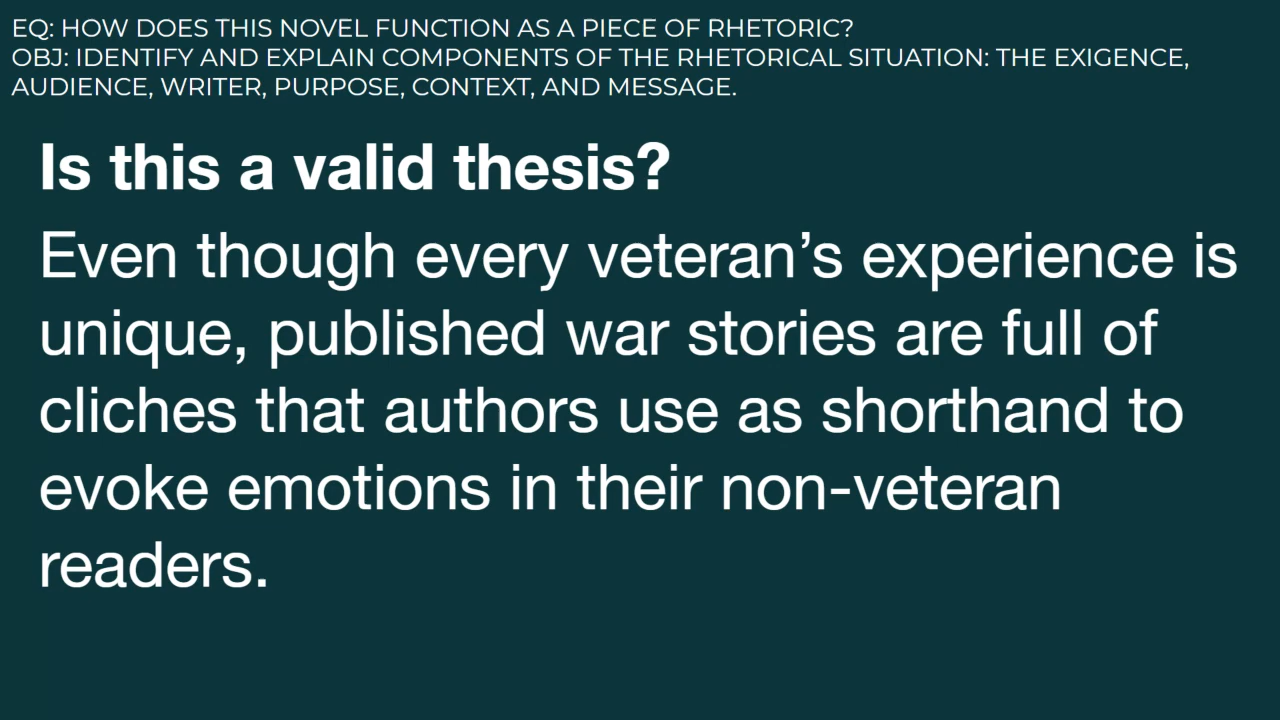 EQ: HOW DOES THIS NOVEL FUNCTION AS A PIECE OF RHETORIC?
OBJ: IDENTIFY AND EXPLAIN COMPONENTS OF THE RHETORICAL SITUATION: THE EXIGENCE,
AUDIENCE, WRITER, PURPOSE, CONTEXT, AND MESSAGE.
Is this a valid thesis?
Even though every veteran’s experience is
unique, published war stories are full of
cliches that authors use as shorthand to
evoke emotions in their non-veteran
readers.